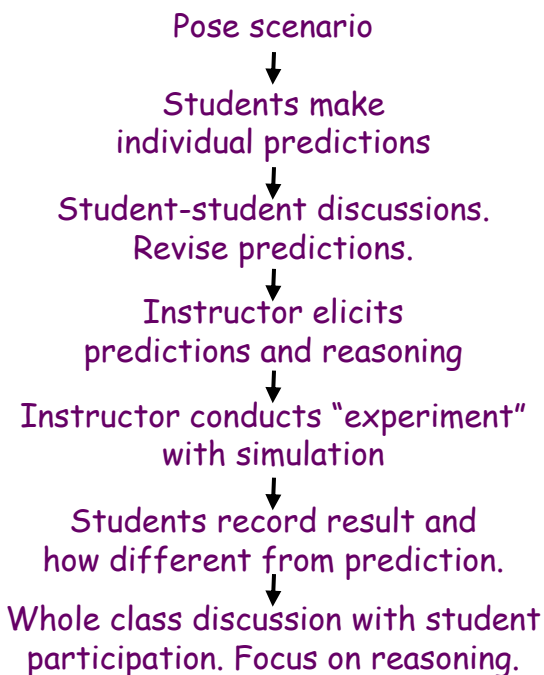 Pose scenario
Students make
individual predictions
Student-student discussions.
Revise predictions.
Instructor elicits
predictions and reasoning
Instructor conducts “experiment”
with simulation
Students record result and
how different from prediction.
Whole class discussion with student
participation. Focus on reasoning.